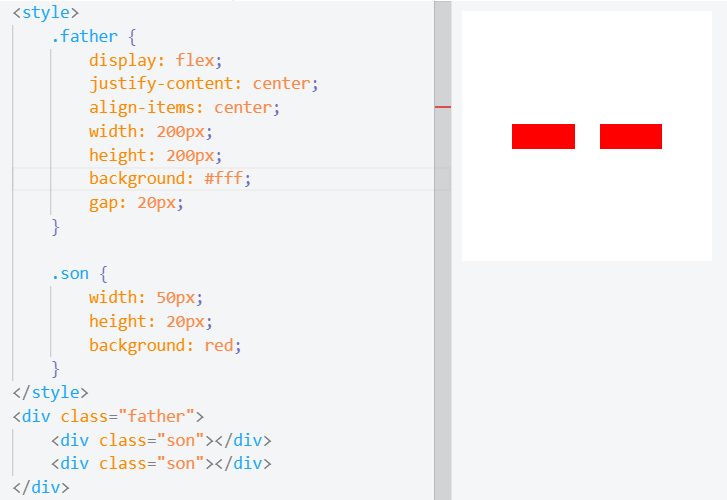 <style>
.father {
display: flex;
justify-content: center;
align-items: center;
width: 200px;
height: 200px;
background: #fff;
gap: 20px;
}
.son {
width: 50px;
height: 20px;
background: red;
}
</style>
<div class="father">
<div class="son"></div>
<div class="son"></div>
</div>